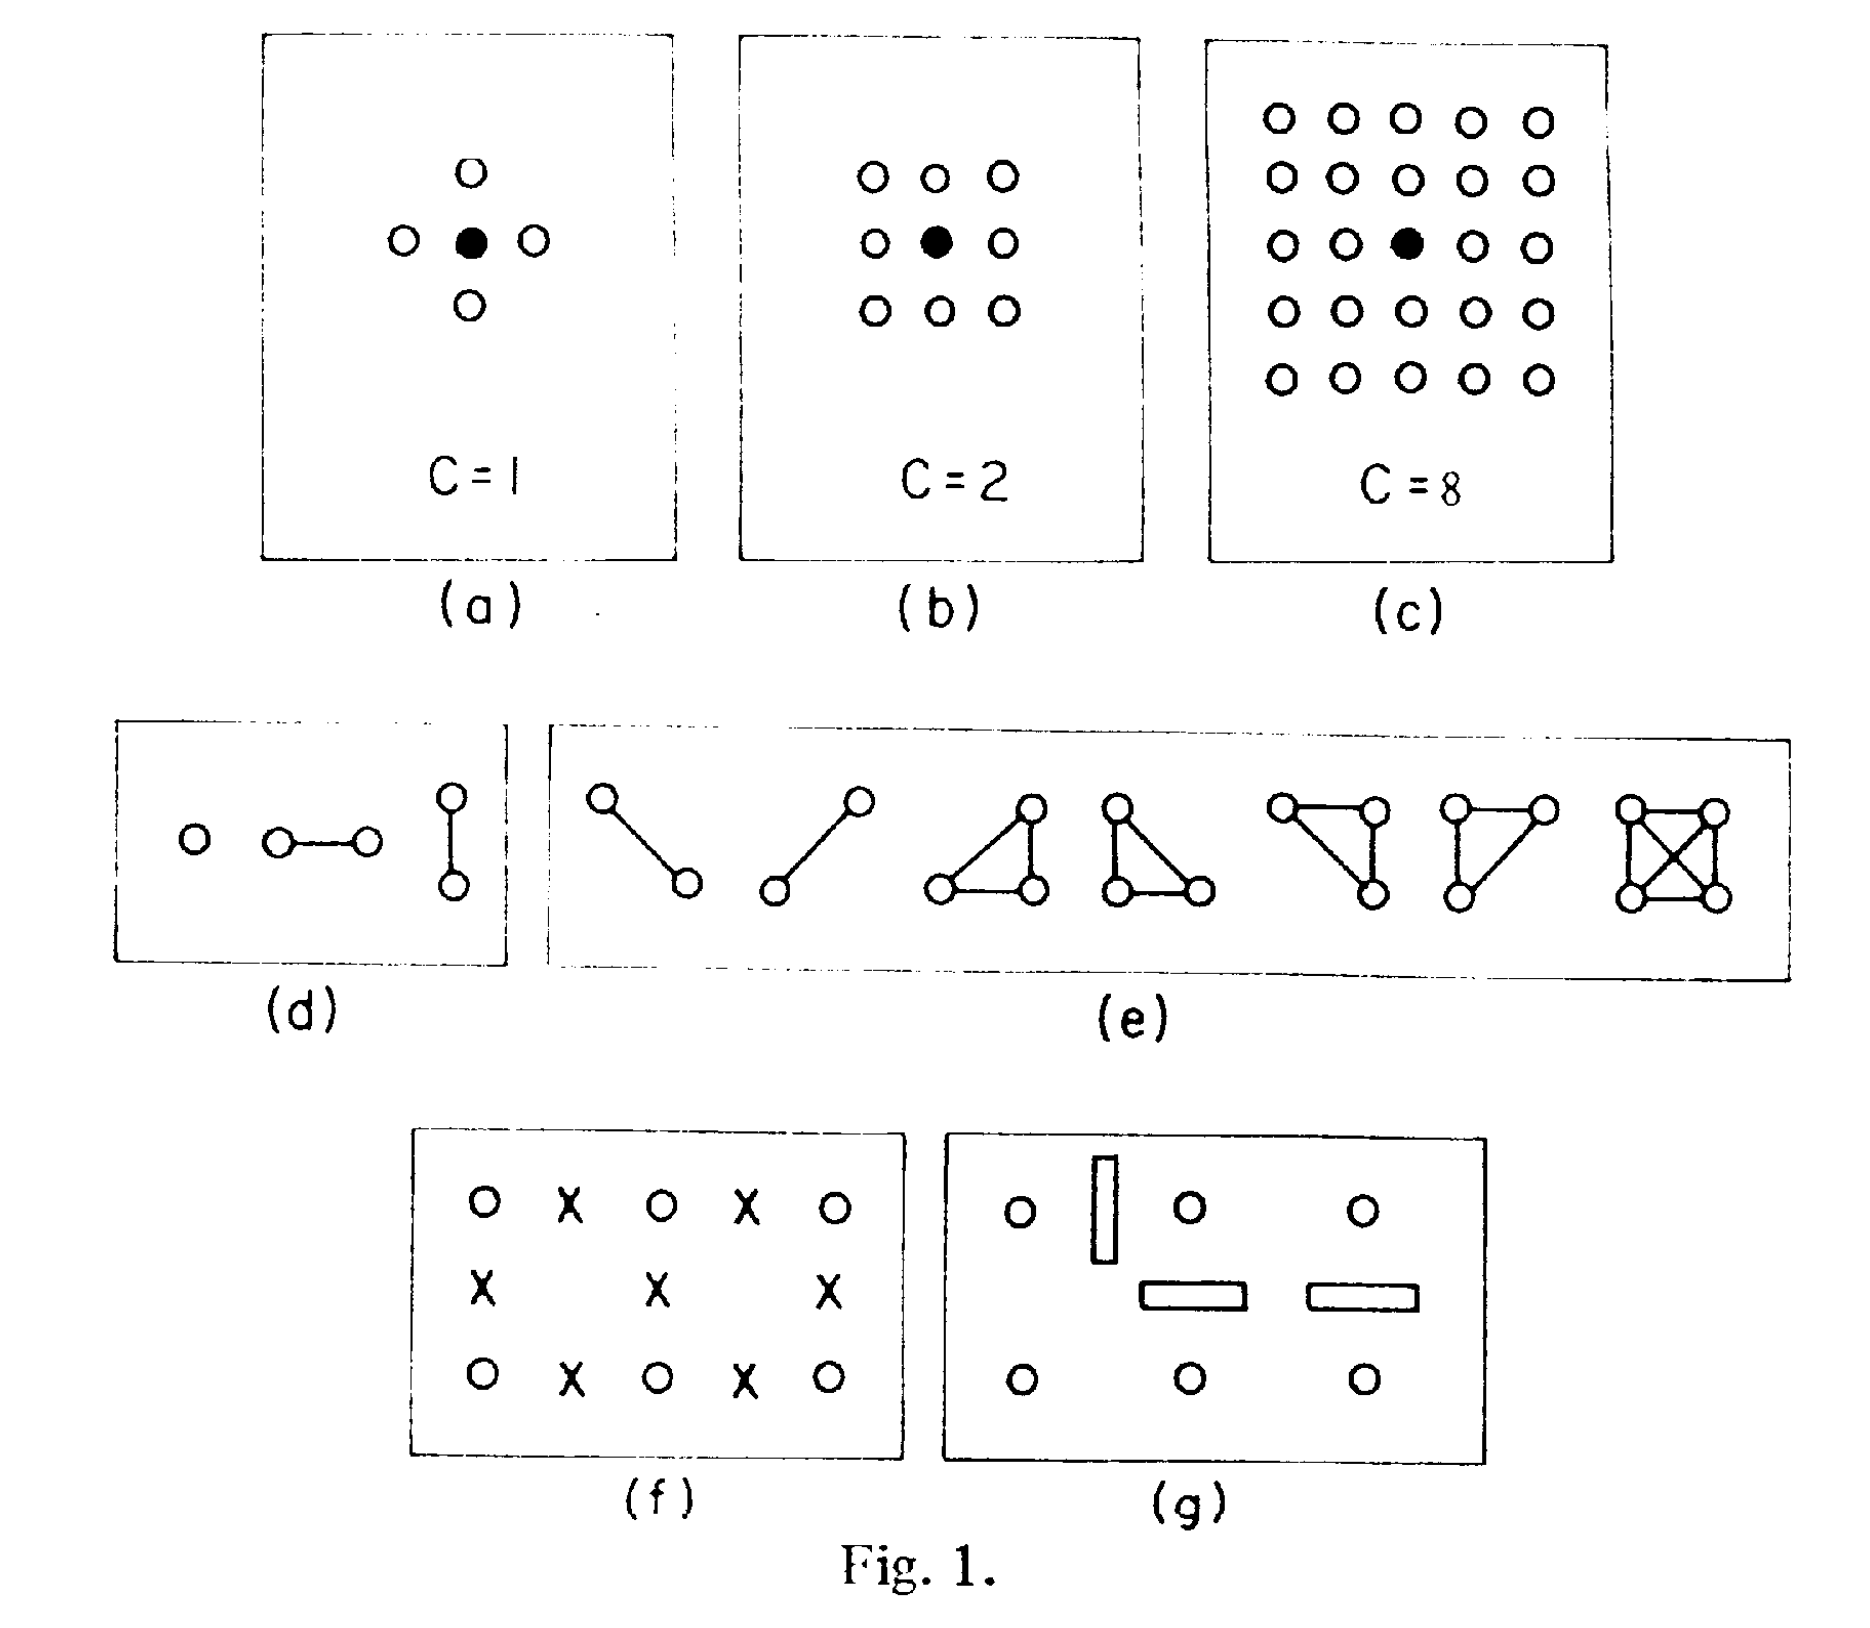 C = 1
C = 2
C = 8
(a)
(b)
(c)
(d)
(e)
X X
X X X
X X
(f)
(g)
Fig. 1.